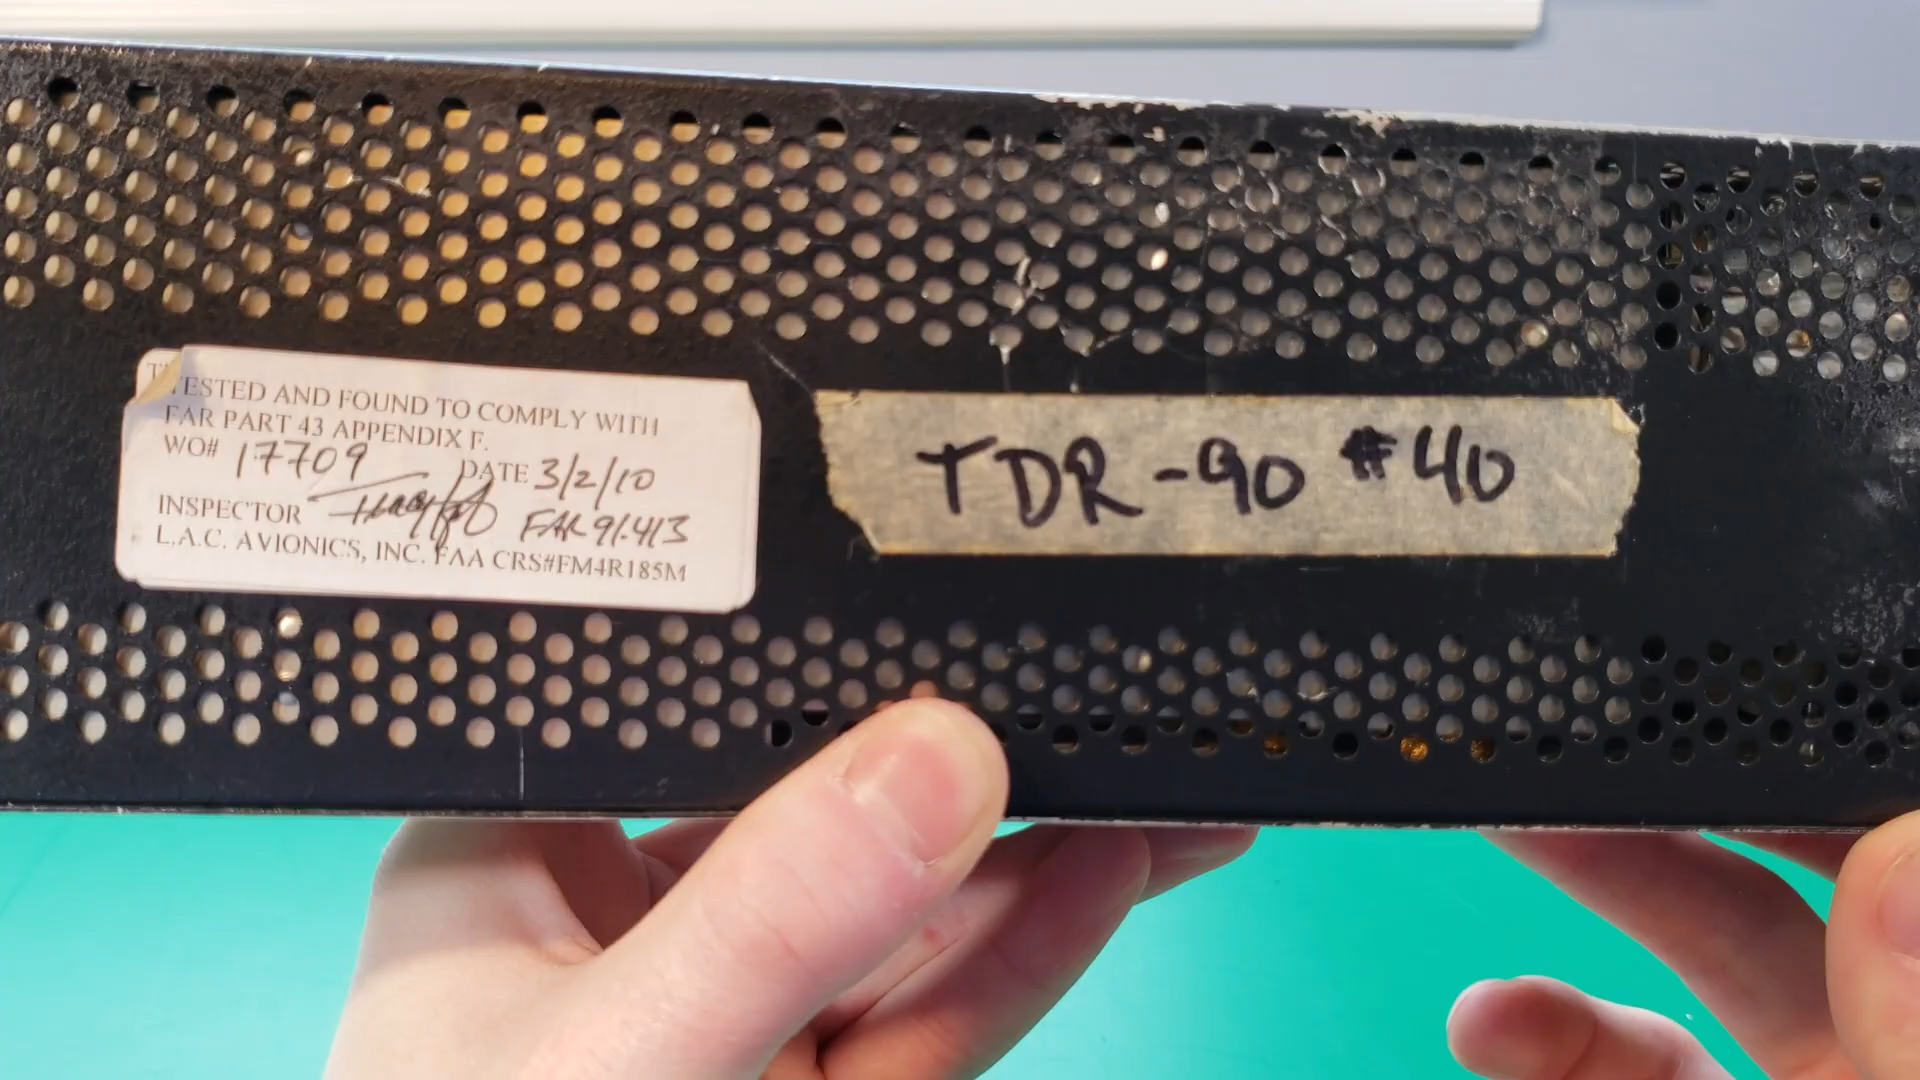 TESTED AND FOUND TO COMPLY WITH
FAR PART 43 APPENDIX F.
WO# 17709 DATE 3/2/10
INSPECTOR FAR 91.413
L.A.C. AVIONICS, INC. FAA CRS#FM4R185M
TDR-90 #40